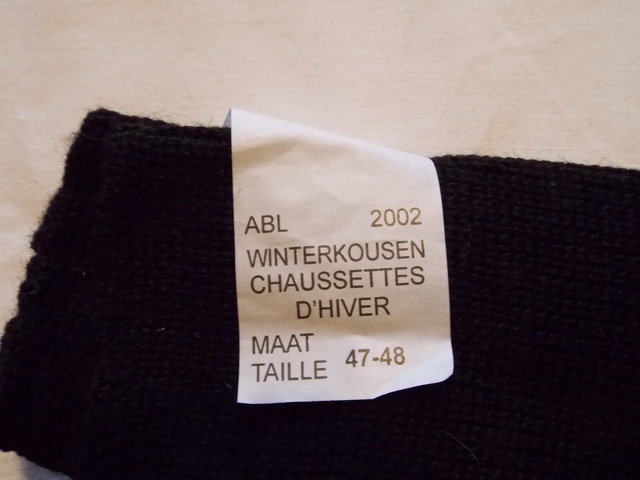 ABL 2002
WINTERKOUSEN
CHAUSSETTES
D'HIVER
MAAT
TAILLE 47-48